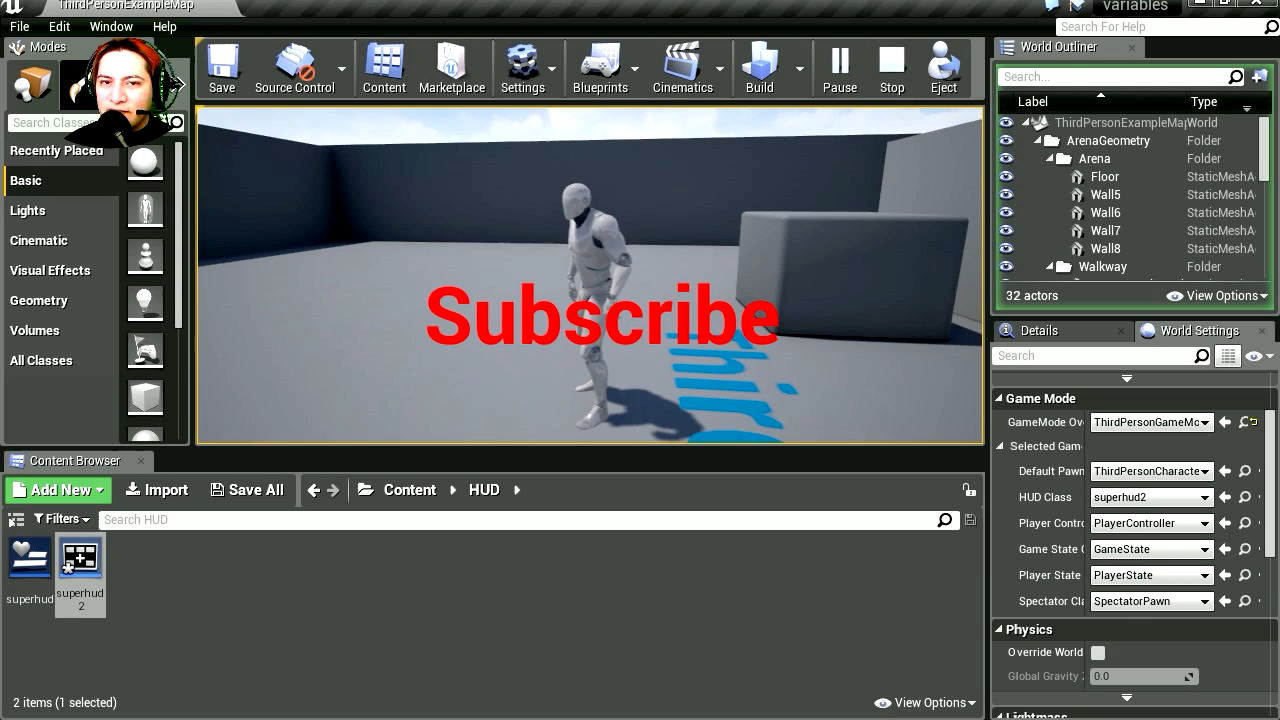 ThirdPersonExampleMap
variables
File Edit Window Help
Search For Help
Modes
Search Classes
Recently Placed
Basic
Lights
Cinematic
Visual Effects
Geometry
Volumes
All Classes
Save
Source Control
Content
Marketplace
Settings
Blueprints
Cinematics
Build
Pause
Stop
Eject
Subscribe
World Outliner
Search...
Label Type
ThirdPersonExampleMap World
ArenaGeometry Folder
Arena Folder
Floor StaticMeshA
Wall5 StaticMeshA
Wall6 StaticMeshA
Wall7 StaticMeshA
Wall8 StaticMeshA
Walkway Folder
32 actors View Options
Details World Settings
Search
Game Mode
GameMode Ov ThirdPersonGameMo
Selected Gam
Default Pawn ThirdPersonCharacte
HUD Class superhud2
Player Contro PlayerController
Game State C GameState
Player State PlayerState
Spectator Cla SpectatorPawn
Physics
Override World
Global Gravity Z 0.0
Lightmass
Content Browser
Add New Import Save All Content HUD
Filters Search HUD
superhud
superhud
2
2 items (1 selected) View Options